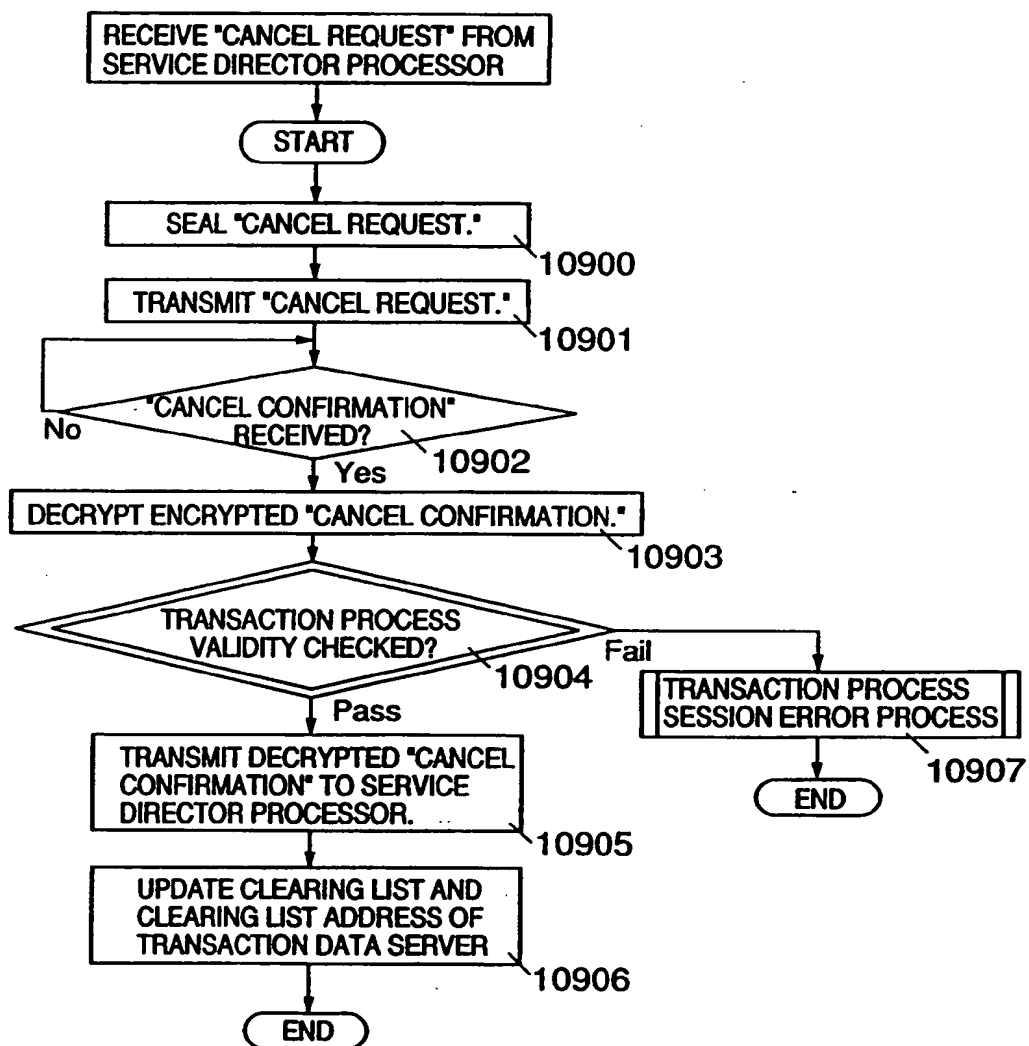 RECEIVE "CANCEL REQUEST" FROM
SERVICE DIRECTOR PROCESSOR
START
SEAL "CANCEL REQUEST."
10900
TRANSMIT "CANCEL REQUEST."
10901
"CANCEL CONFIRMATION"
RECEIVED?
No
10902
Yes
DECRYPT ENCRYPTED "CANCEL CONFIRMATION."
10903
TRANSACTION PROCESS
VALIDITY CHECKED?
Fail
10904
Pass
TRANSACTION PROCESS
SESSION ERROR PROCESS
10907
END
TRANSMIT DECRYPTED "CANCEL
CONFIRMATION" TO SERVICE
DIRECTOR PROCESSOR.
10905
UPDATE CLEARING LIST AND
CLEARING LIST ADDRESS OF
TRANSACTION DATA SERVER
10906
END